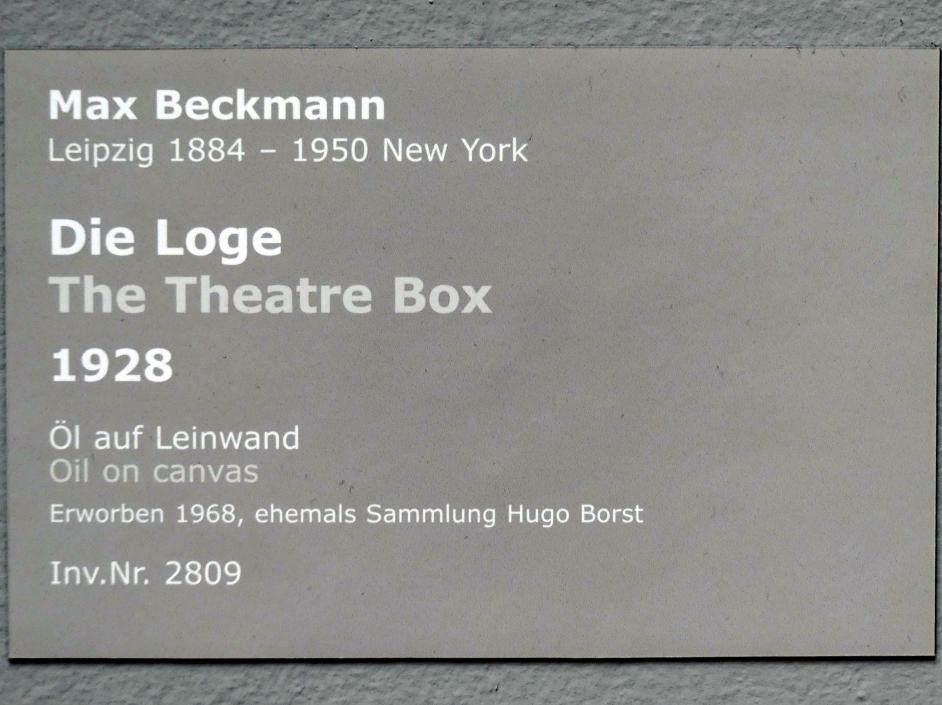 Max Beckmann
Leipzig 1884 – 1950 New York
Die Loge
The Theatre Box
1928
Öl auf Leinwand
Oil on canvas
Erworben 1968, ehemals Sammlung Hugo Borst
Inv.Nr. 2809